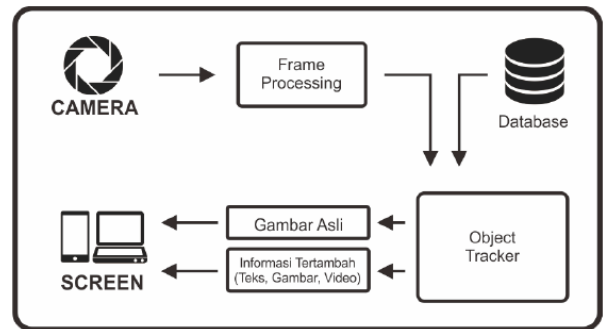 CAMERA
Frame
Processing
Database
Gambar Asli
Informasi Tertambah
(Teks, Gambar, Video)
Object
Tracker
SCREEN